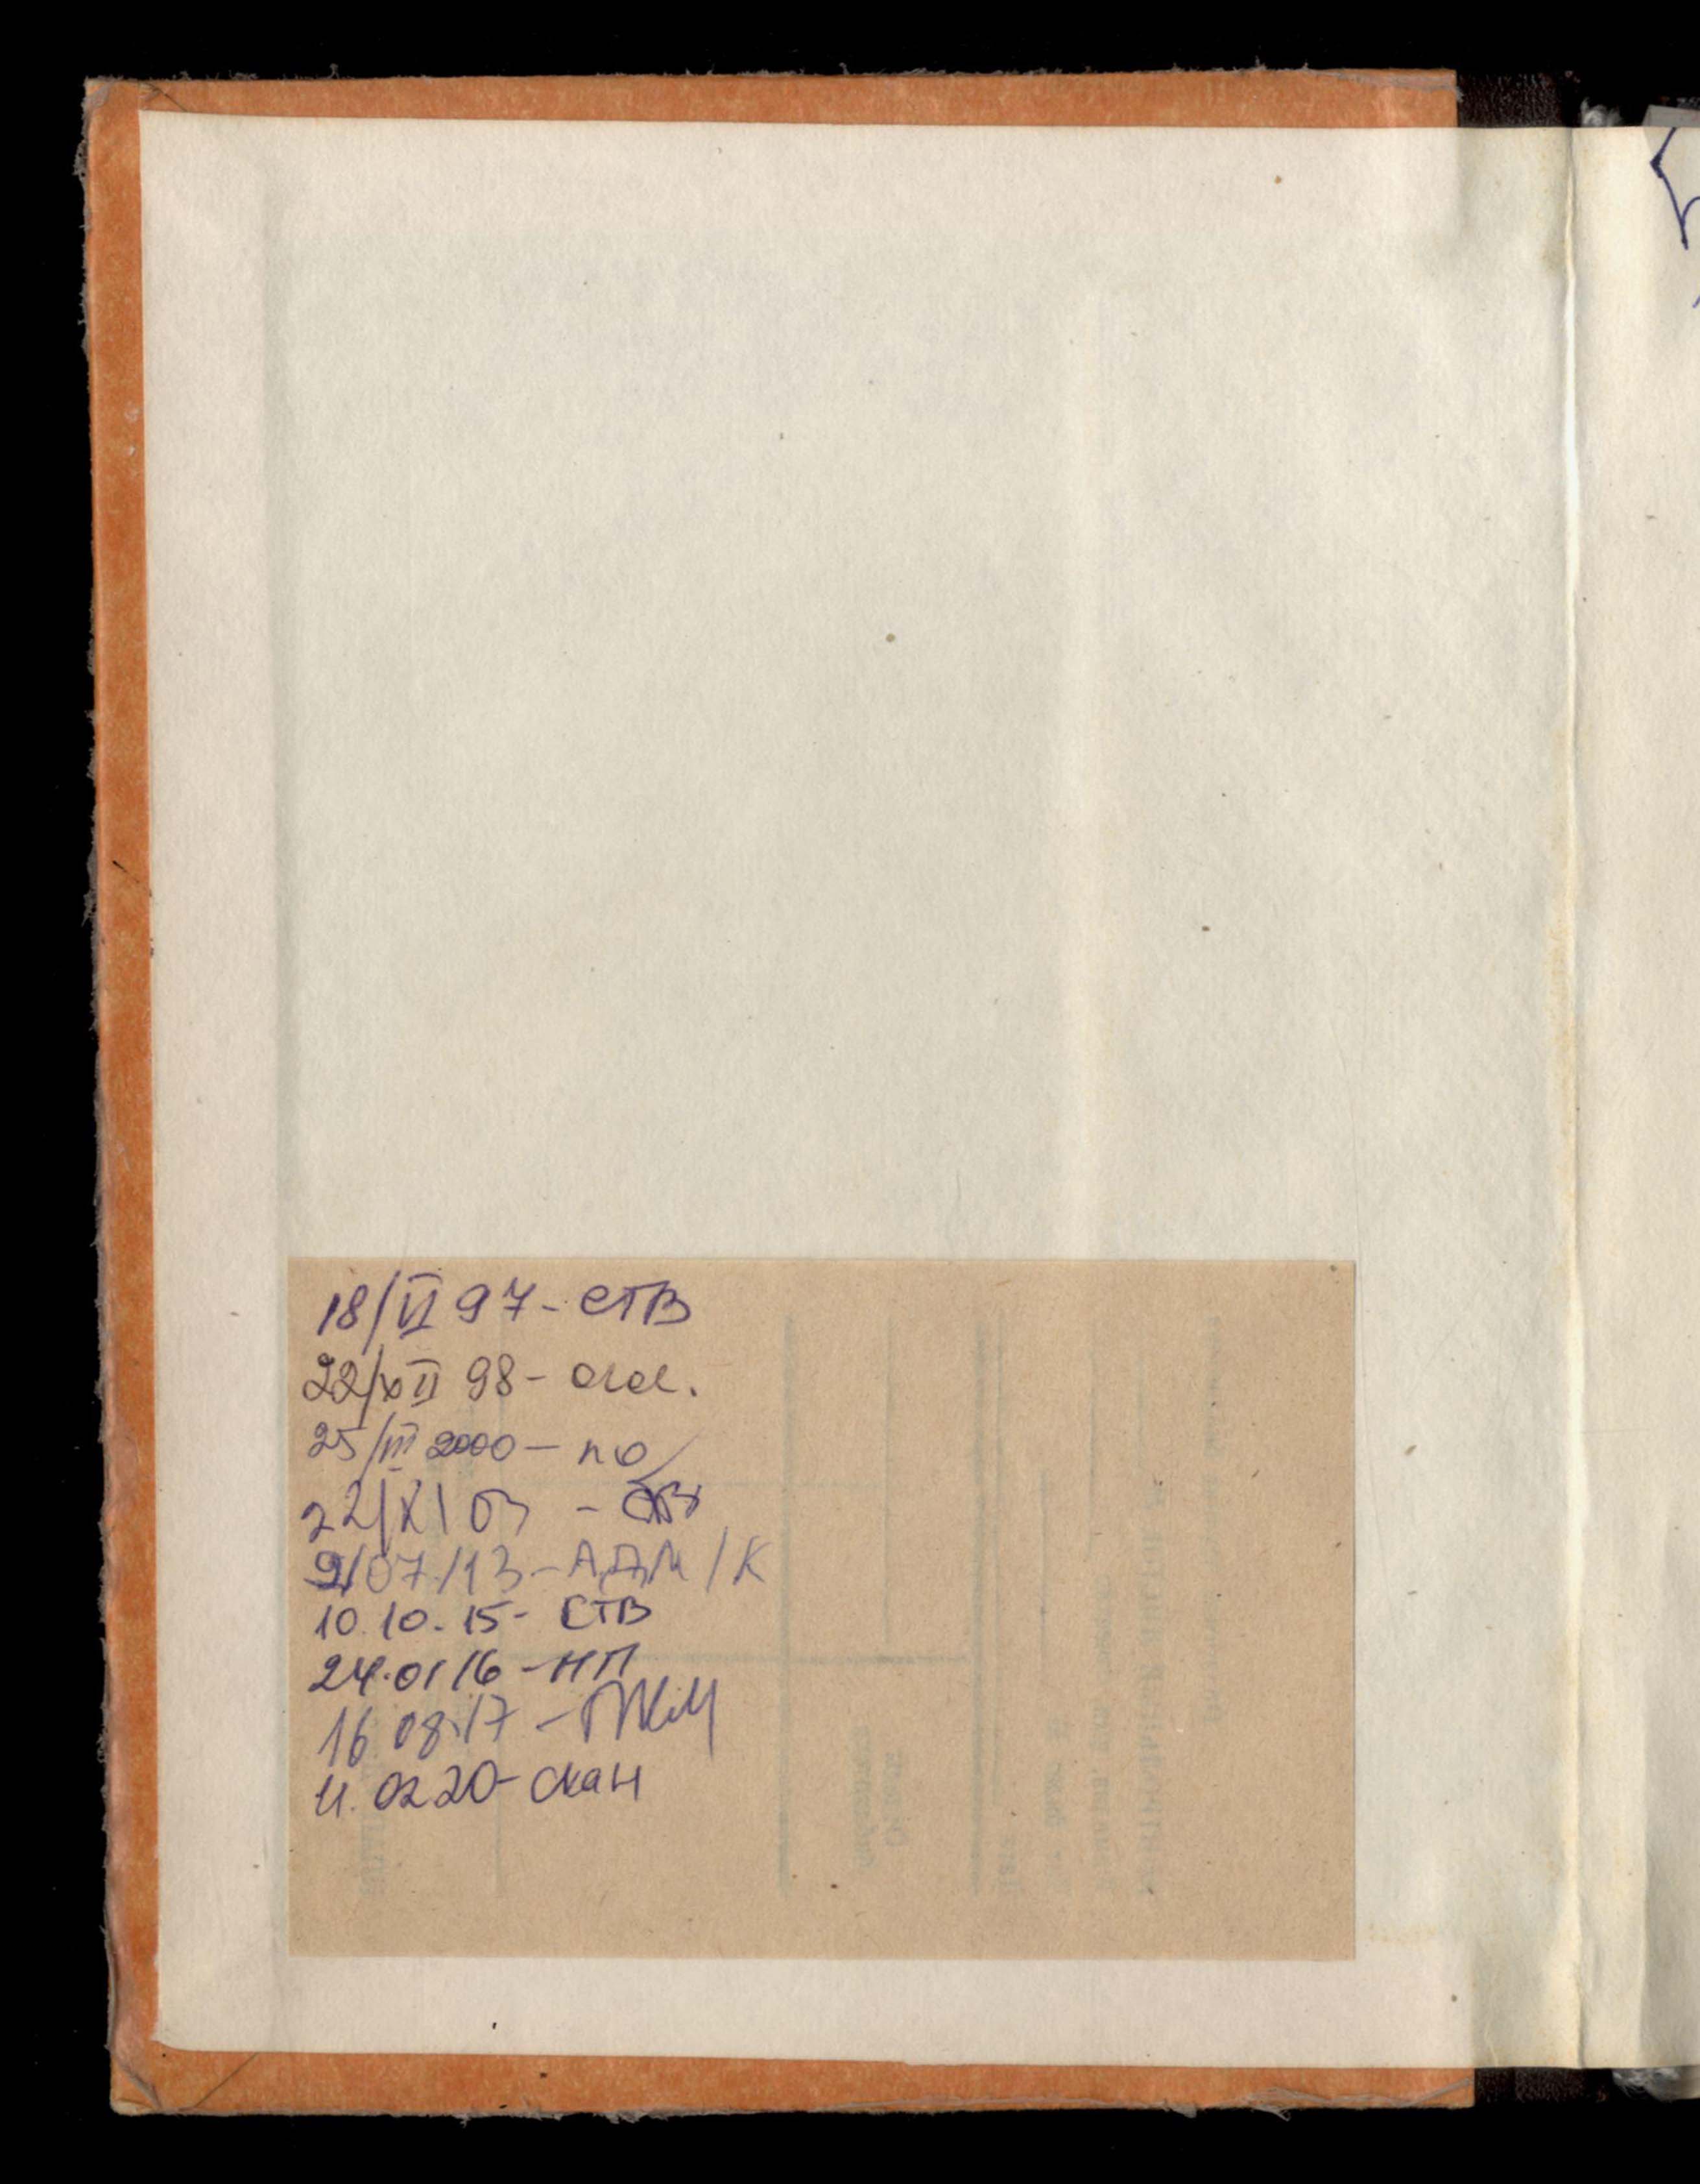 18/VI 97- СТВ
22/XII 98-
25/III 2000 — по
22/XI 03 - СТВ
9/07/13 - АДМ/К
10.10.15- СТВ
24.01 16 - НП
16 08.17 -
11.02 20- скан